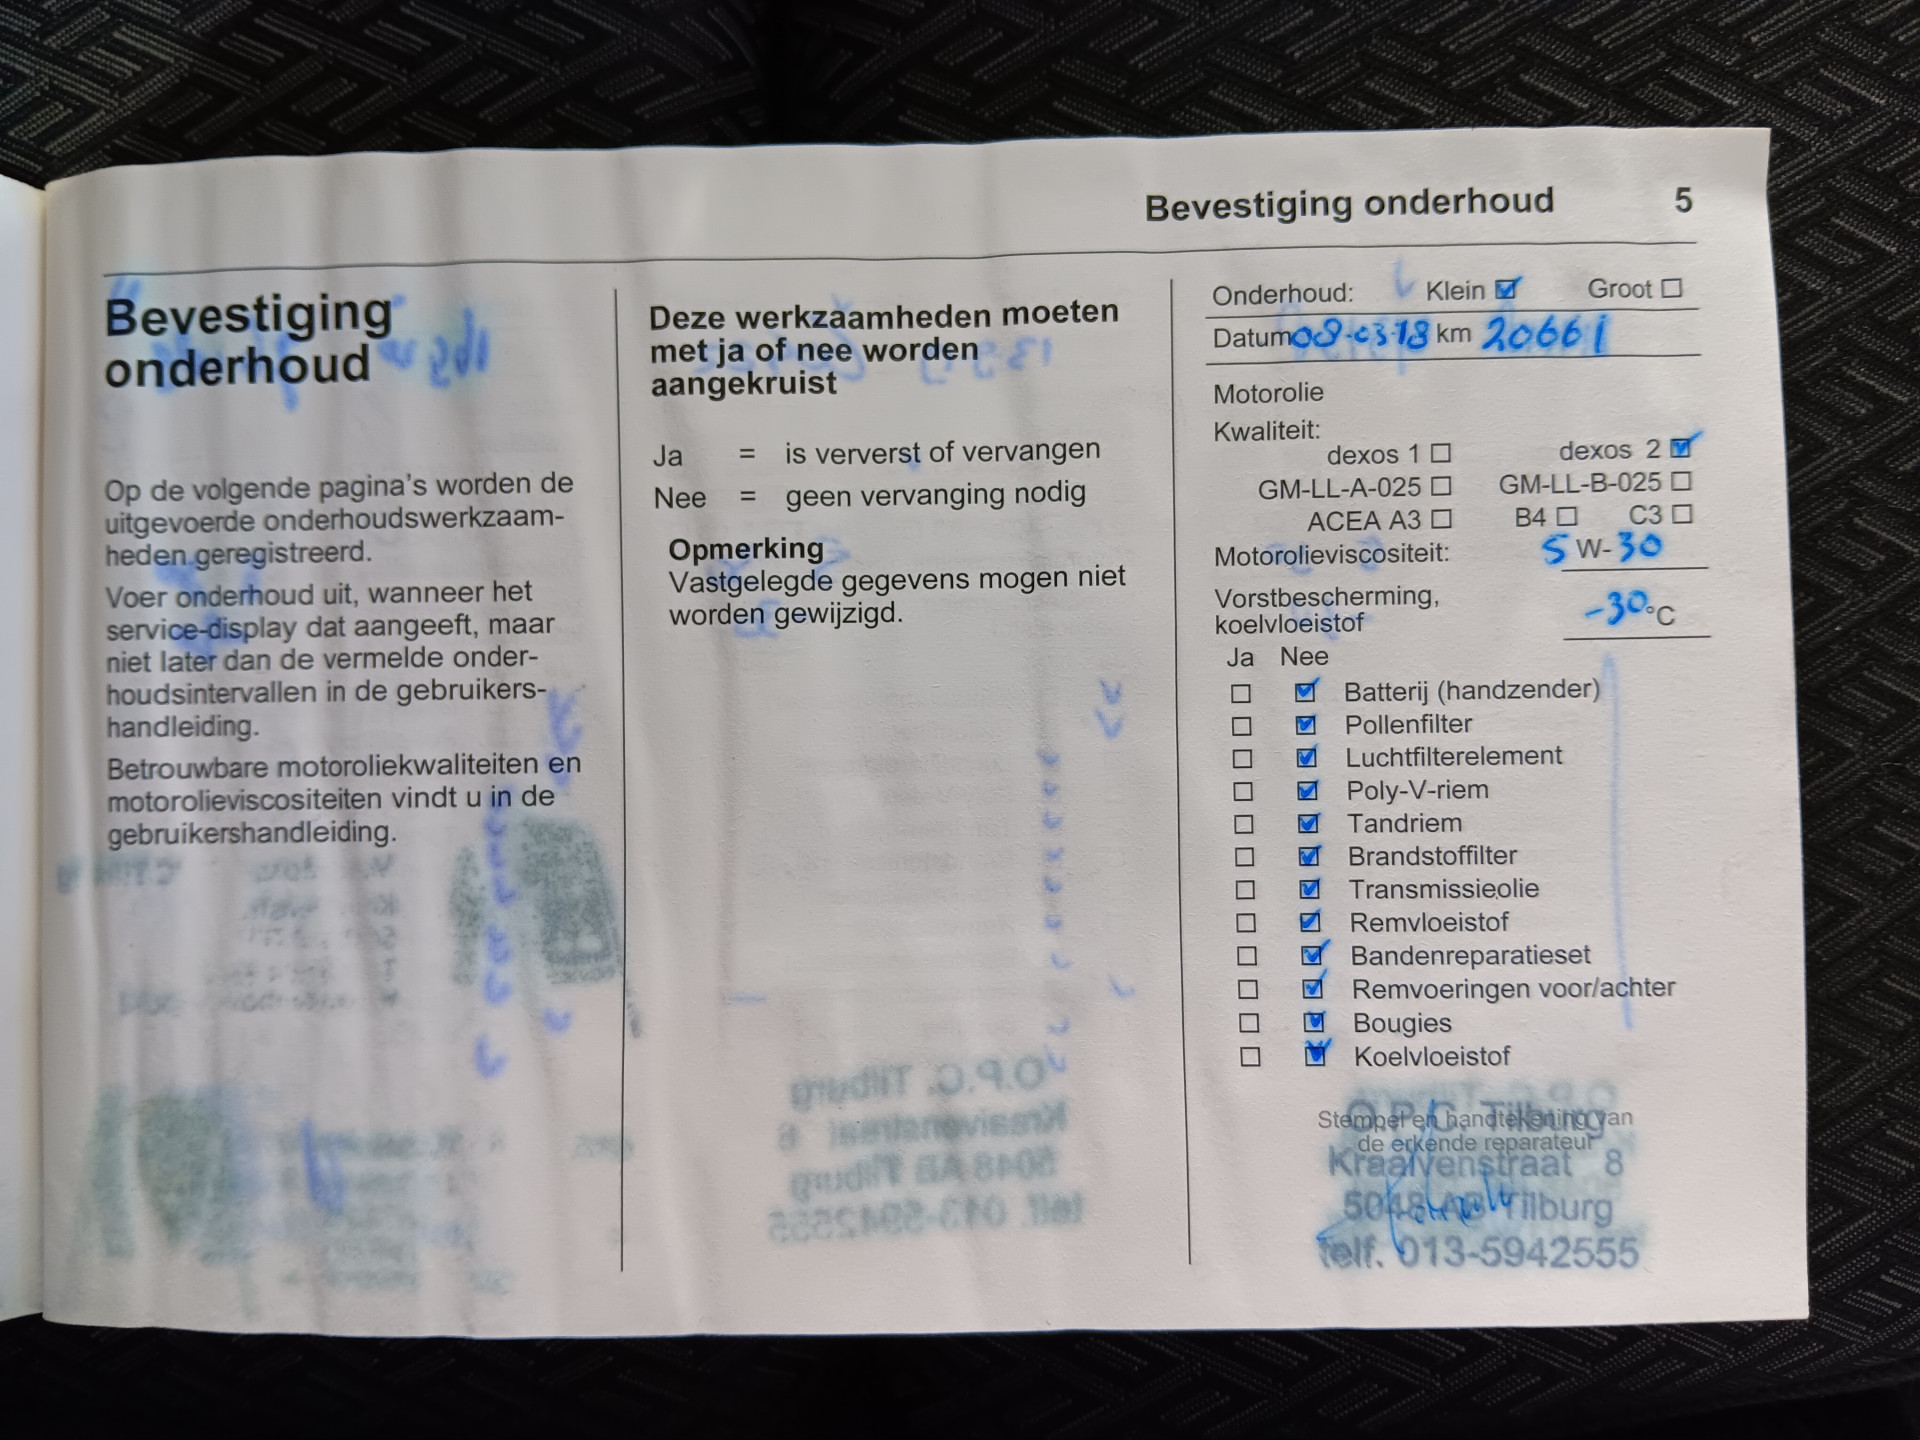 Bevestiging onderhoud 5
Bevestiging
onderhoud
Op de volgende pagina's worden de
uitgevoerde onderhoudswerkzaam-
heden geregistreerd.
Voer onderhoud uit, wanneer het
service-display dat aangeeft, maar
niet later dan de vermelde onder-
houdsintervallen in de gebruikers-
handleiding.
Betrouwbare motoroliekwaliteiten en
motorolieviscositeiten vindt u in de
gebruikershandleiding.
Deze werkzaamheden moeten
met ja of nee worden
aangekruist
Ja = is ververst of vervangen
Nee = geen vervanging nodig
Opmerking
Vastgelegde gegevens mogen niet
worden gewijzigd.
Onderhoud: Klein Groot
Datum 08-03-18 km 20661
Motorolie
Kwaliteit:
dexos 1 dexos 2
GM-LL-A-025 GM-LL-B-025
ACEA A3 B4 C3
Motorolieviscositeit: 5 W-30
Vorstbescherming,
koelvloeistof -30°C
Ja Nee
Batterij (handzender)
Pollenfilter
Luchtfilterelement
Poly-V-riem
Tandriem
Brandstoffilter
Transmissieolie
Remvloeistof
Bandenreparatieset
Remvoeringen voor/achter
Bougies
Koelvloeistof
Stempel en handtekening van
de erkende reparateur
O.P.C. Tilburg
Kraaivenstraat 8
5048 AB Tilburg
telf. 013-5942555